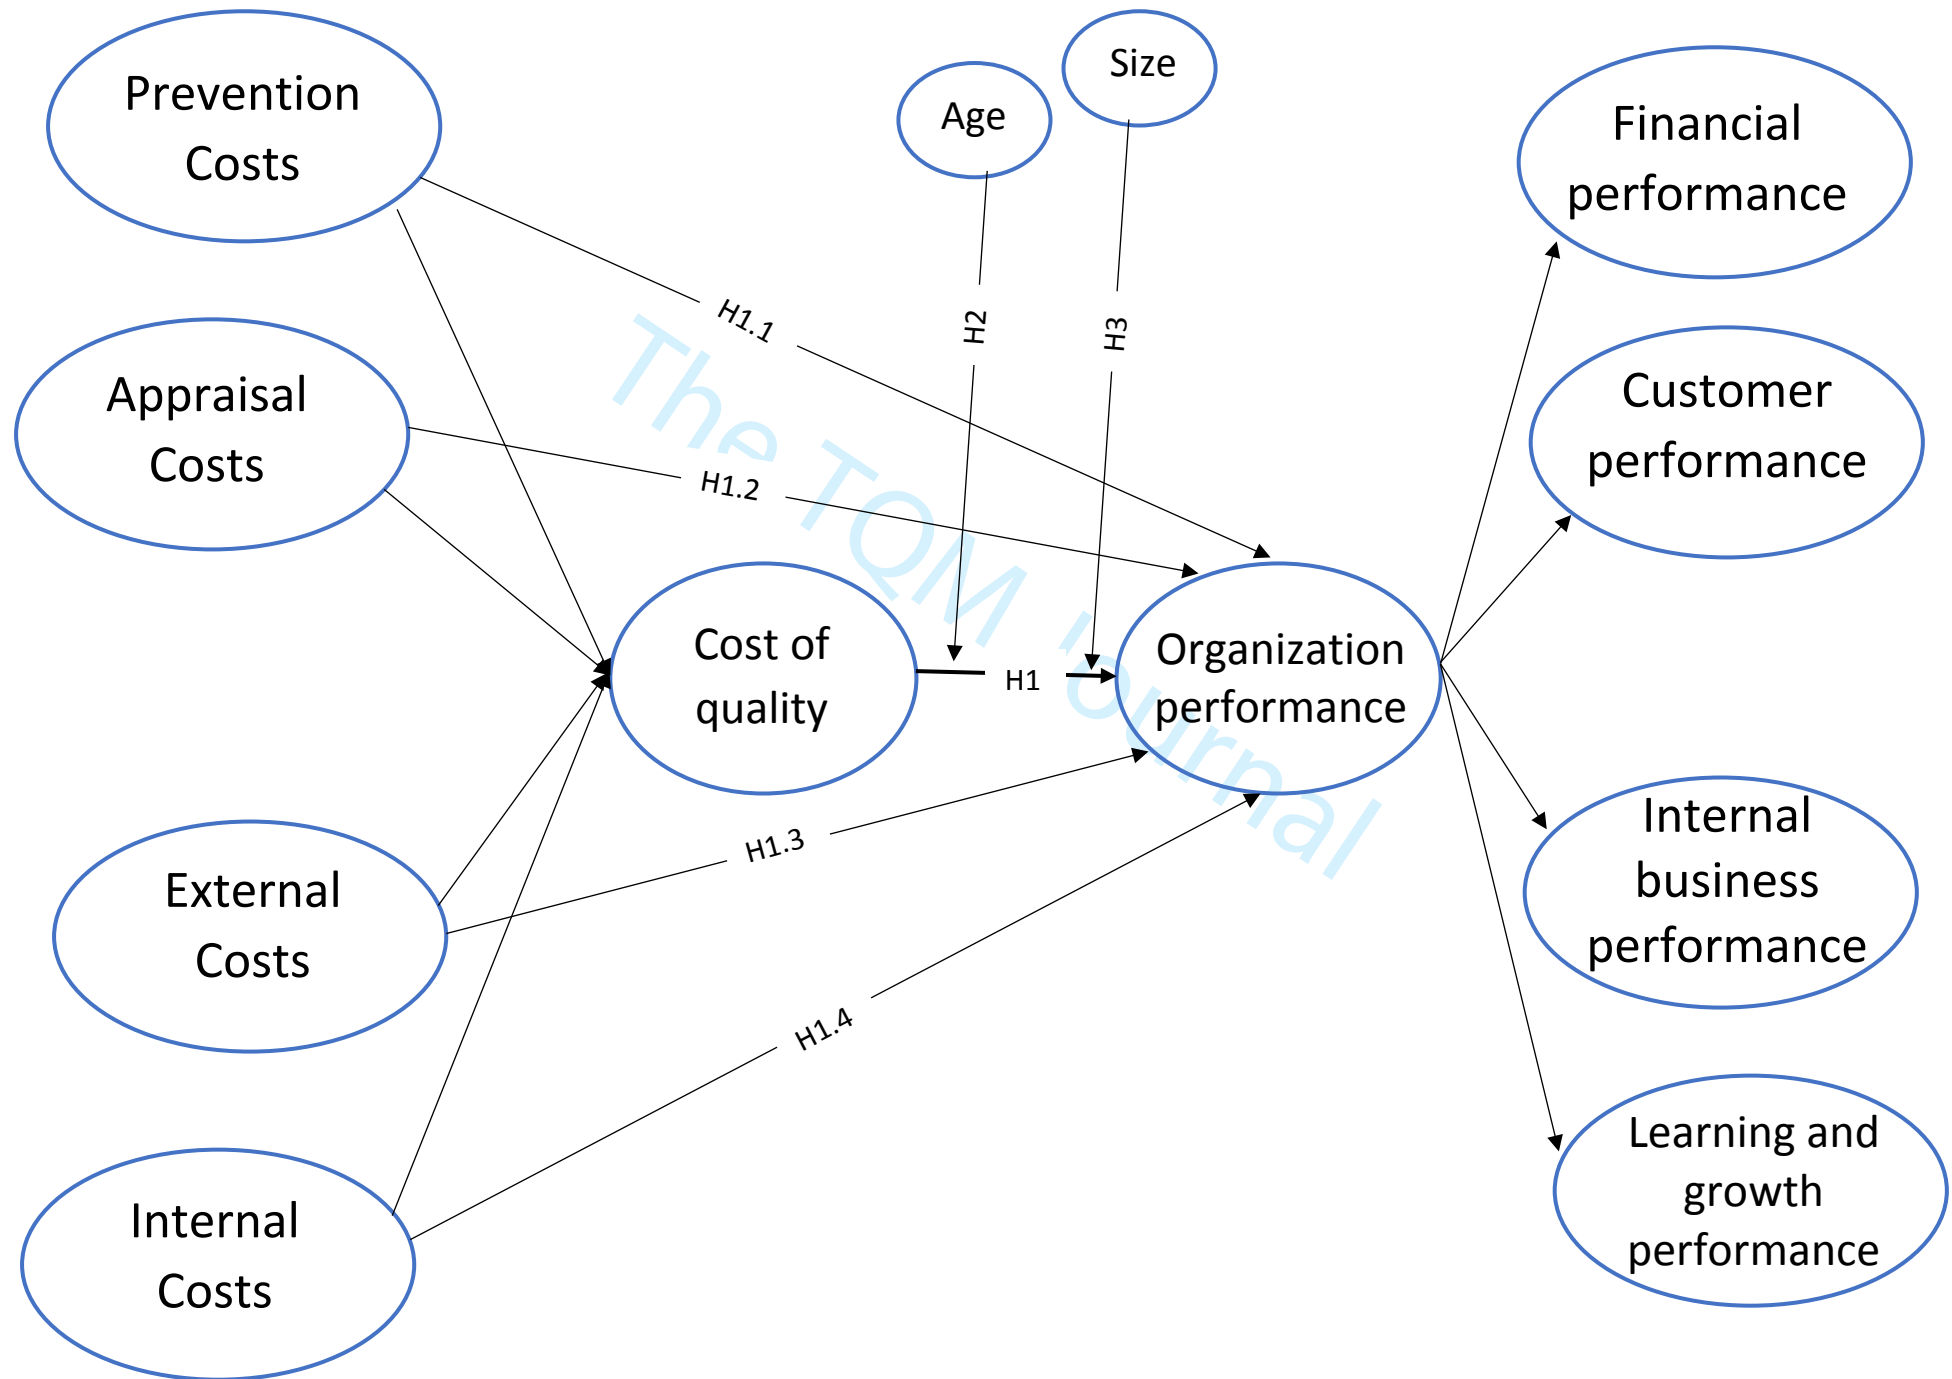 Prevention
Costs
Appraisal
Costs
External
Costs
Internal
Costs
Age
Size
H1.1
H2
H3
H1.2
Cost of
quality
H1
Organization
performance
H1.3
H1.4
Financial
performance
Customer
performance
Internal
business
performance
Learning and
growth
performance
The TQM Journal